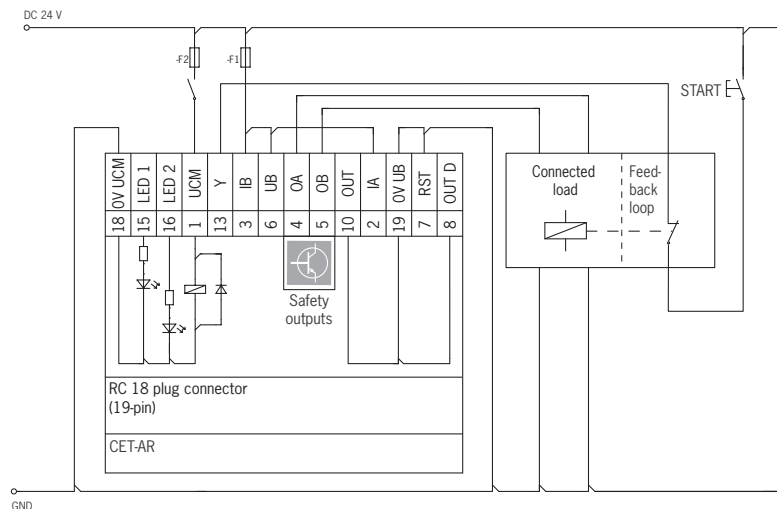 DC 24 V
-F2
-F1
START
0V UCM
LED 1
LED 2
UCM
Y
IB
UB
OA
OB
OUT
IA
0V UB
RST
OUT D
18
15
16
1
13
3
6
4
5
10
2
19
7
8
Connected
load
Feed-
back
loop
Safety
outputs
RC 18 plug connector
(19-pin)
CET-AR
GND